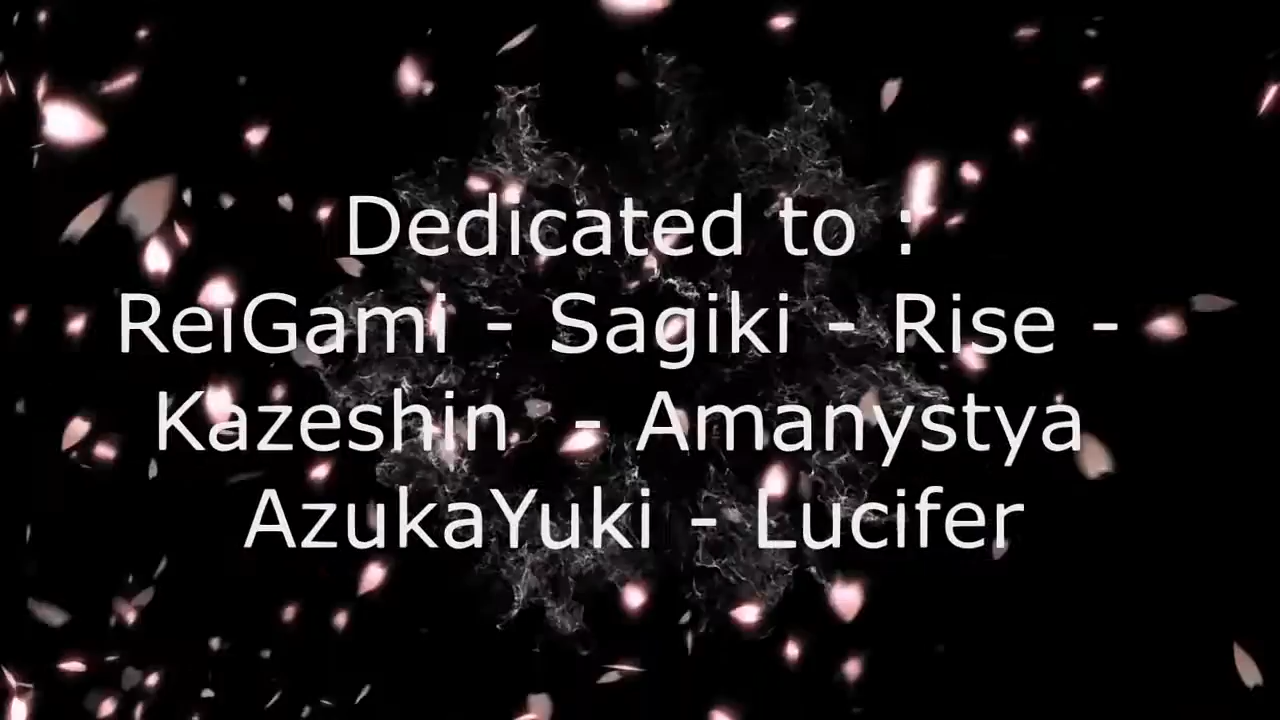 Dedicated to :
ReiGami - Sagiki - Rise -
Kazeshin - Amanystya
AzukaYuki - Lucifer